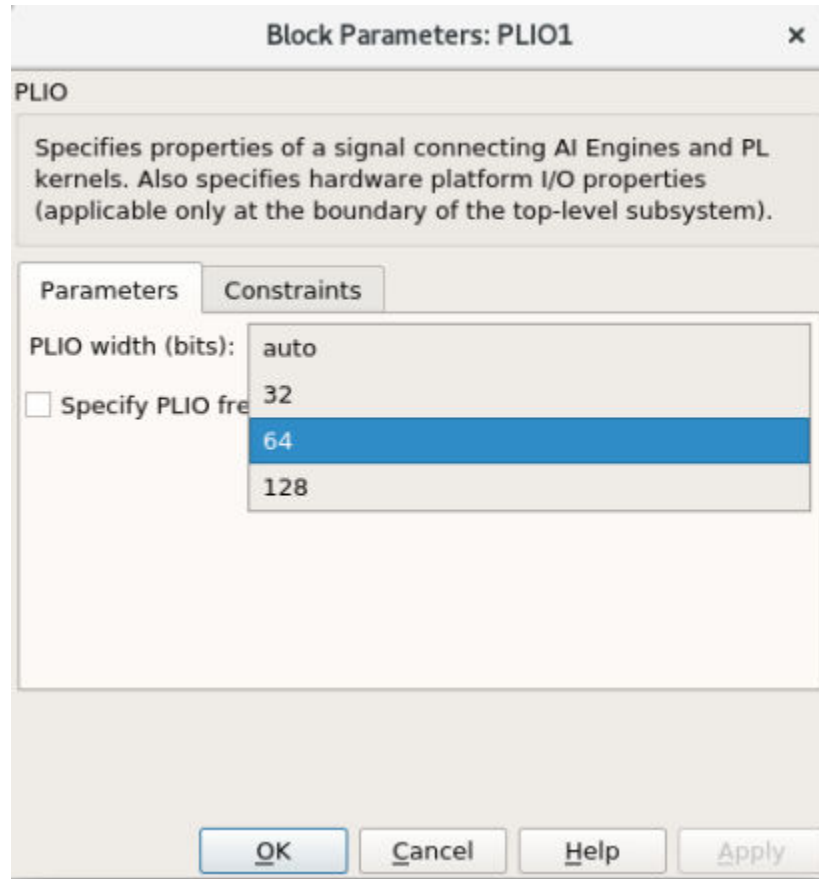 Block Parameters: PLIO1 ×
PLIO
Specifies properties of a signal connecting AI Engines and PL
kernels. Also specifies hardware platform I/O properties
(applicable only at the boundary of the top-level subsystem).
Parameters Constraints
PLIO width (bits): auto
32
Specify PLIO fre
64
128
OK Cancel Help Apply